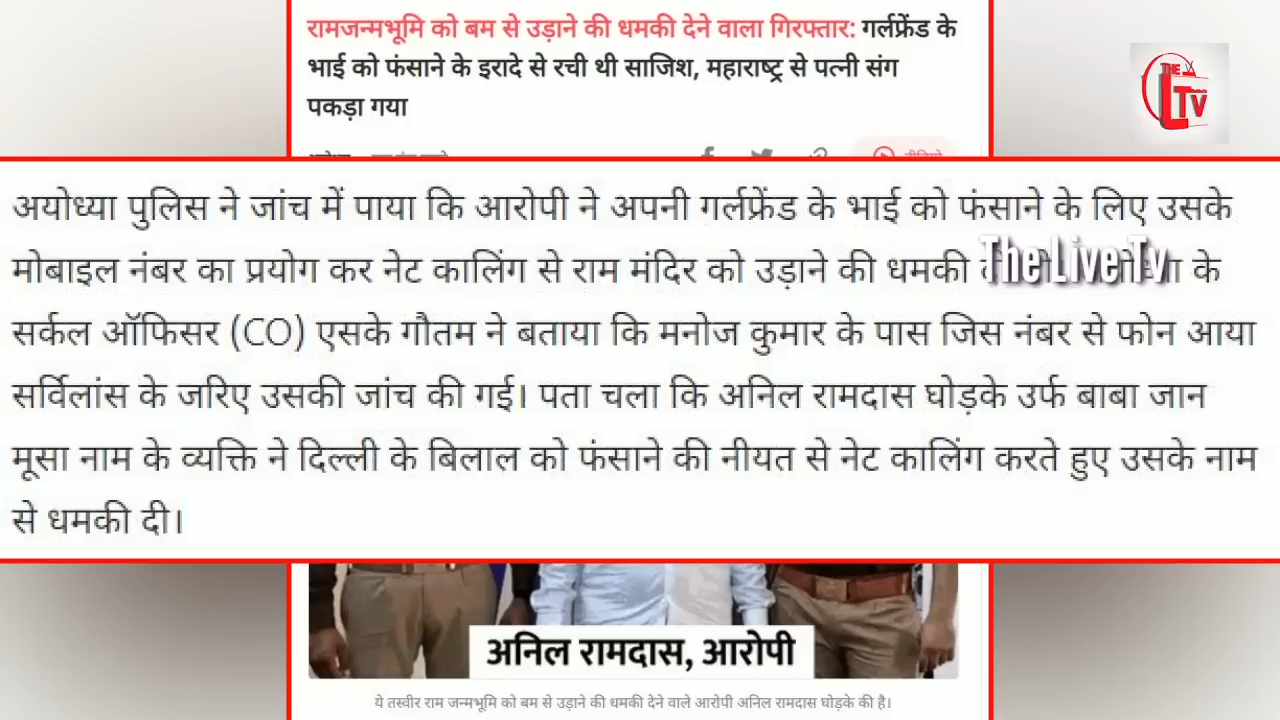 रामजन्मभूमि को बम से उड़ाने की धमकी देने वाला गिरफ्तार: गर्लफ्रेंड के
भाई को फंसाने के इरादे से रची थी साजिश, महाराष्ट्र से पत्नी संग
पकड़ा गया
THE
L TV
अयोध्या पुलिस ने जांच में पाया कि आरोपी ने अपनी गर्लफ्रेंड के भाई को फंसाने के लिए उसके
मोबाइल नंबर का प्रयोग कर नेट कालिंग से राम मंदिर को उड़ाने की धमकी के
The Live Tv
सर्कल ऑफिसर (CO) एसके गौतम ने बताया कि मनोज कुमार के पास जिस नंबर से फोन आया
सर्विलांस के जरिए उसकी जांच की गई। पता चला कि अनिल रामदास घोड़के उर्फ बाबा जान
मूसा नाम के व्यक्ति ने दिल्ली के बिलाल को फंसाने की नीयत से नेट कालिंग करते हुए उसके नाम
से धमकी दी।
अनिल रामदास, आरोपी
ये तस्वीर राम जन्मभूमि को बम से उड़ाने की धमकी देने वाले आरोपी अनिल रामदास घोड़के की है।